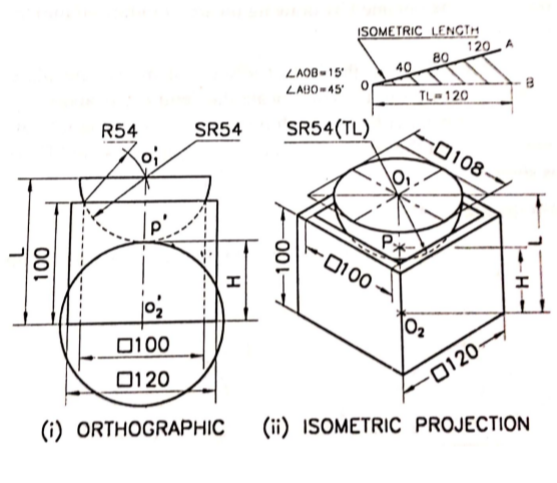 ISOMETRIC LENGTH
120 A
80
40
∠AOB=15°
∠ABO=45°
O
B
TL=120
R54
SR54
SR54(TL)
O1'
O1
□108
P'
P
L
100
H
O2'
O2
□100
□120
100
□100
L
H
□120
(i) ORTHOGRAPHIC
(ii) ISOMETRIC PROJECTION